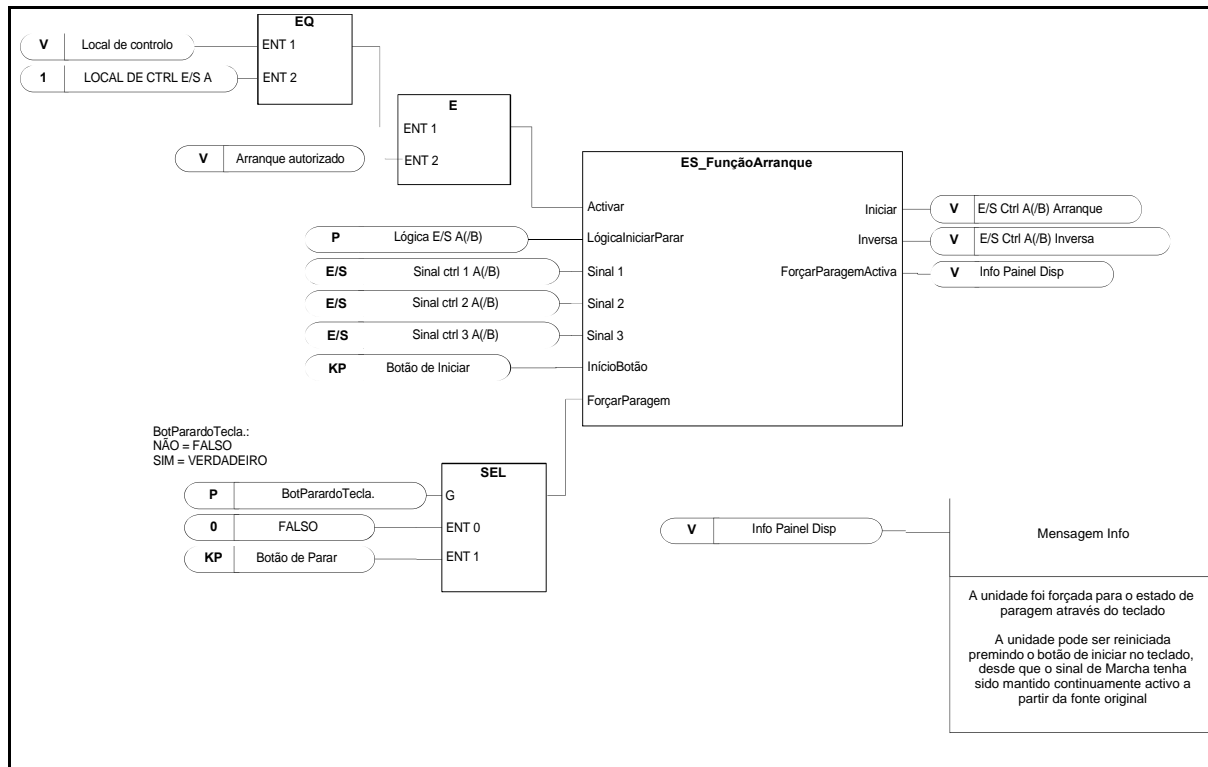 EQ
V Local de controlo ENT 1
1 LOCAL DE CTRL E/S A ENT 2
E
ENT 1
V Arranque autorizado ENT 2
ES_FunçãoArranque
Activar Iniciar V E/S Ctrl A(/B) Arranque
P Lógica E/S A(/B) LógicaIniciarParar Inversa V E/S Ctrl A(/B) Inversa
E/S Sinal ctrl 1 A(/B) Sinal 1 ForçarParagemActiva V Info Painel Disp
E/S Sinal ctrl 2 A(/B) Sinal 2
E/S Sinal ctrl 3 A(/B) Sinal 3
KP Botão de Iniciar InícioBotão
ForçarParagem
BotParardoTecla.:
NÃO = FALSO
SIM = VERDADEIRO
SEL
P BotParardoTecla. G
0 FALSO ENT 0
KP Botão de Parar ENT 1
V Info Painel Disp Mensagem Info
A unidade foi forçada para o estado de
paragem através do teclado
A unidade pode ser reiniciada
premindo o botão de iniciar no teclado,
desde que o sinal de Marcha tenha
sido mantido continuamente activo a
partir da fonte original